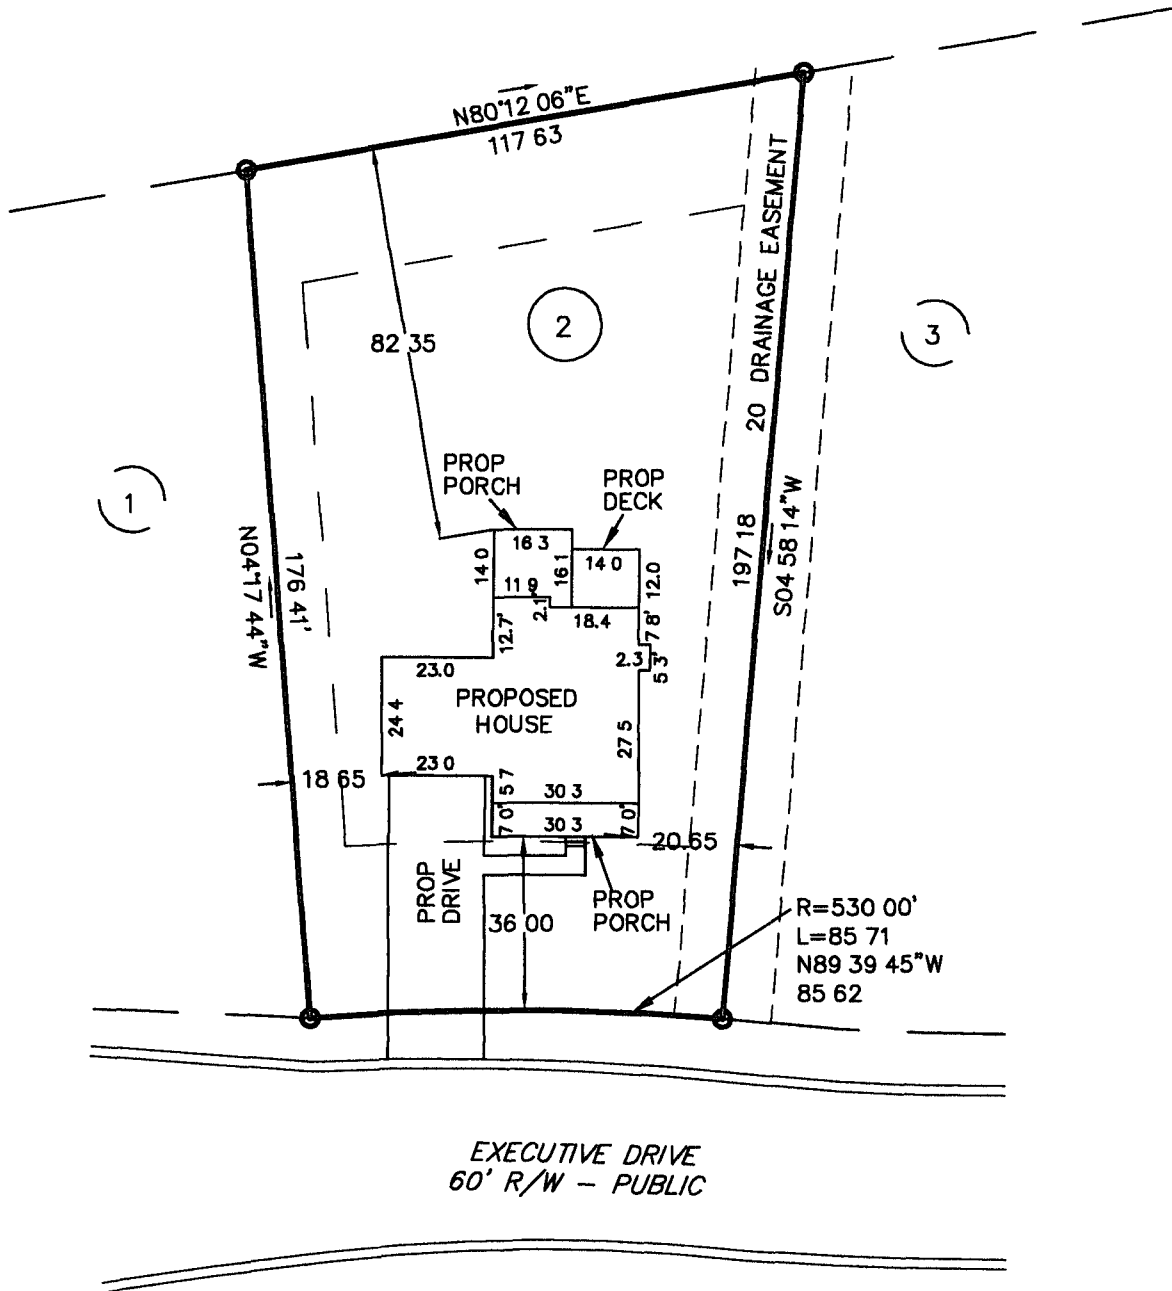 N80°12 06"E
117 63
20 DRAINAGE EASEMENT
2
3
82 35
1
PROP
PORCH
PROP
DECK
16 3
14 0
16 1
14 0
12.0
11 9
2.1
18.4
12.7'
7 8'
2.3
5 3'
N04°17 44"W
176 41'
197 18
S04 58 14"W
23.0
PROPOSED
HOUSE
24 4
27 5
23 0
5 7
30 3
18 65
7 0'
30 3
7 0'
20 65
PROP
DRIVE
36 00
PROP
PORCH
R=530 00'
L=85 71
N89 39 45"W
85 62
EXECUTIVE DRIVE
60' R/W – PUBLIC